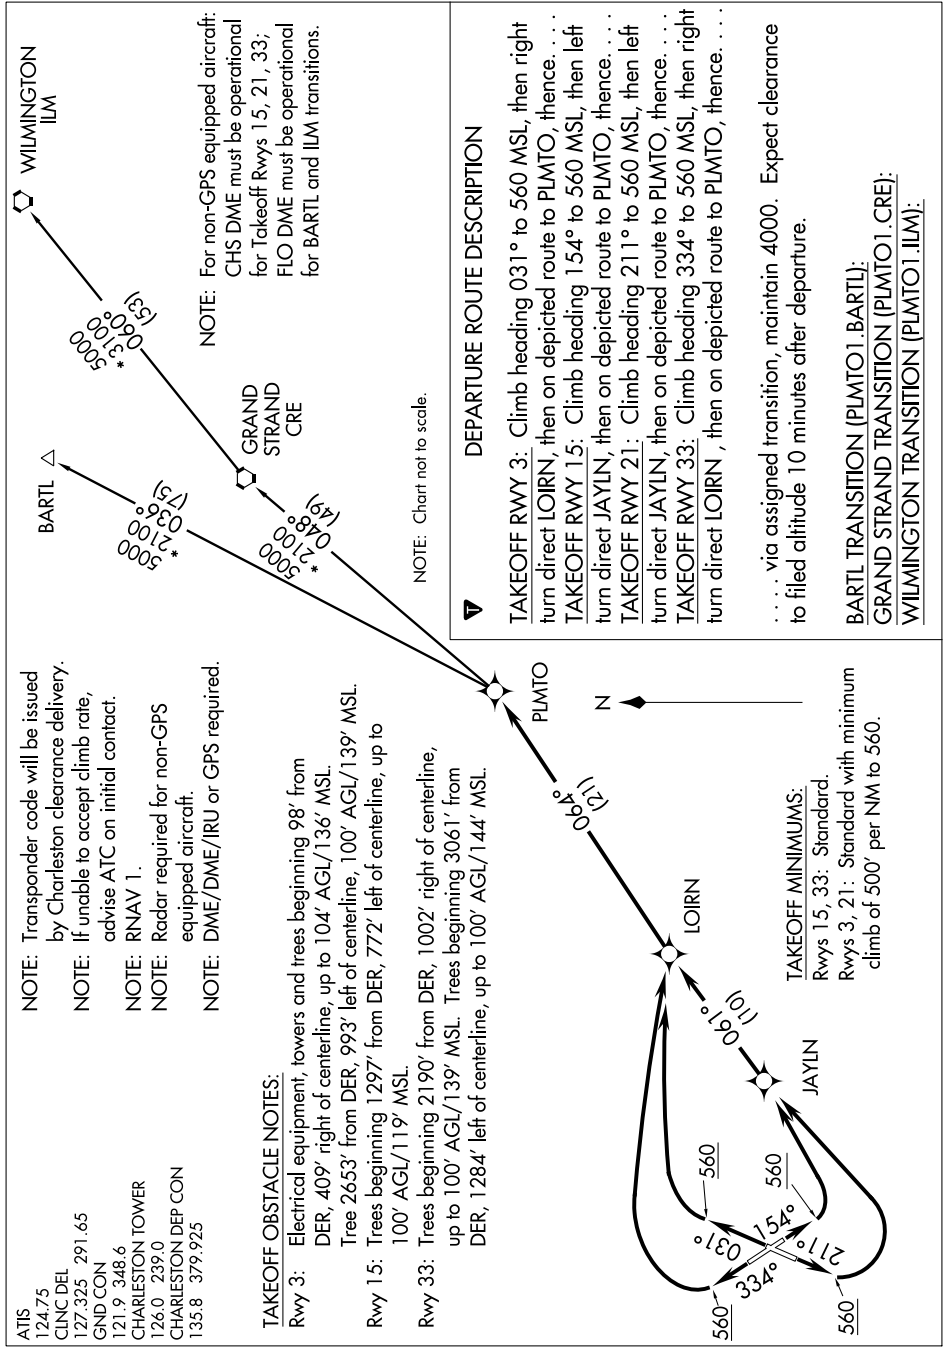 ATIS
124.75
CLNC DEL
127.325 291.65
GND CON
121.9 348.6
CHARLESTON TOWER
126.0 239.0
CHARLESTON DEP CON
135.8 379.925
NOTE: Transponder code will be issued
by Charleston clearance delivery.
NOTE: If unable to accept climb rate,
advise ATC on initial contact.
NOTE: RNAV 1.
NOTE: Radar required for non-GPS
equipped aircraft.
NOTE: DME/DME/IRU or GPS required.
TAKEOFF OBSTACLE NOTES:
Rwy 3: Electrical equipment, towers and trees beginning 98' from
DER, 409' right of centerline, up to 104' AGL/136' MSL.
Tree 2653' from DER, 993' left of centerline, 100' AGL/139' MSL.
Rwy 15: Trees beginning 1297' from DER, 772' left of centerline, up to
100' AGL/119' MSL.
Rwy 33: Trees beginning 2190' from DER, 1002' right of centerline,
up to 100' AGL/139' MSL. Trees beginning 3061' from
DER, 1284' left of centerline, up to 100' AGL/144' MSL.
BARTL
5000
*2100
036°
(75)
WILMINGTON
ILM
5000
*3100
060°
(53)
GRAND
STRAND
CRE
5000
*2100
048°
(49)
NOTE: For non-GPS equipped aircraft:
CHS DME must be operational
for Takeoff Rwys 15, 21, 33;
FLO DME must be operational
for BARTL and ILM transitions.
NOTE: Chart not to scale.
PLMTO
N
064°
(21)
LOIRN
061°
(10)
JAYLN
560
031°
560
154°
334°
560
211°
560
TAKEOFF MINIMUMS:
Rwys 15, 33: Standard.
Rwys 3, 21: Standard with minimum
climb of 500' per NM to 560.
T
DEPARTURE ROUTE DESCRIPTION
TAKEOFF RWY 3: Climb heading 031° to 560 MSL, then right
turn direct LOIRN, then on depicted route to PLMTO, thence. . . .
TAKEOFF RWY 15: Climb heading 154° to 560 MSL, then left
turn direct JAYLN, then on depicted route to PLMTO, thence. . . .
TAKEOFF RWY 21: Climb heading 211° to 560 MSL, then left
turn direct JAYLN, then on depicted route to PLMTO, thence. . . .
TAKEOFF RWY 33: Climb heading 334° to 560 MSL, then right
turn direct LOIRN , then on depicted route to PLMTO, thence. . . .
. . . . via assigned transition, maintain 4000. Expect clearance
to filed altitude 10 minutes after departure.
BARTL TRANSITION (PLMTO1.BARTL):
GRAND STRAND TRANSITION (PLMTO1.CRE):
WILMINGTON TRANSITION (PLMTO1.ILM):